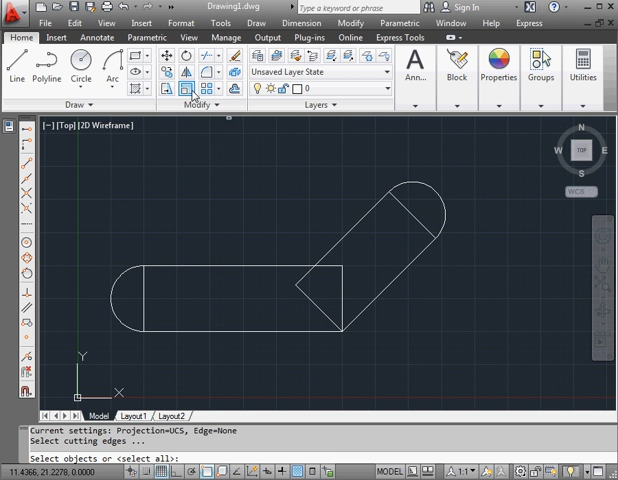 Drawing1.dwg
Type a keyword or phrase
File Edit View Insert Format Tools Draw Dimension Modify Parametric Window Help Express
Home Insert Annotate Parametric View Manage Output Plug-ins Online Express Tools
Line Polyline Circle Arc
Unsaved Layer State
0
Ann...
Block
Properties
Groups
Utilities
Draw
Modify
Layers
[−] [Top] [2D Wireframe]
N
W TOP E
S
WCS
Y
X
Model Layout1 Layout2
Current settings: Projection=UCS, Edge=None
Select cutting edges ...
Select objects or <select all>:
11.4366, 21.2278, 0.0000
MODEL
1:1